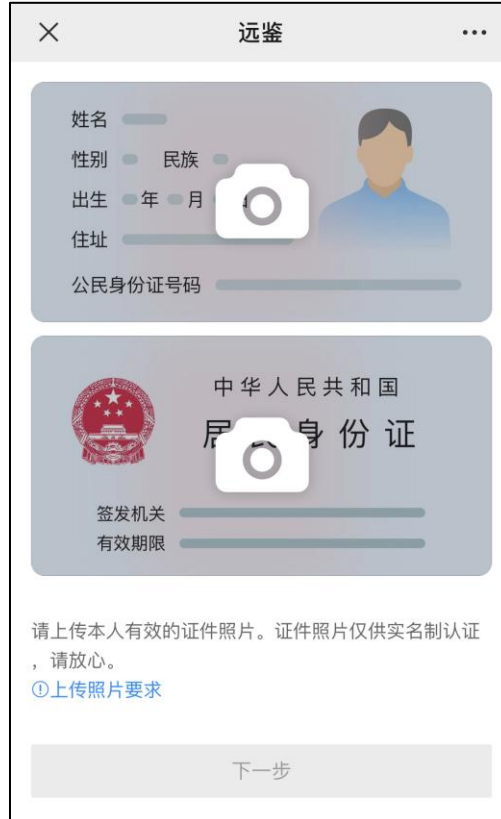 远鉴
姓名
性别 民族
出生 年 月
住址
公民身份证号码
中华人民共和国
居 身份证
签发机关
有效期限
请上传本人有效的证件照片。证件照片仅供实名制认证
，请放心。
上传照片要求
下一步